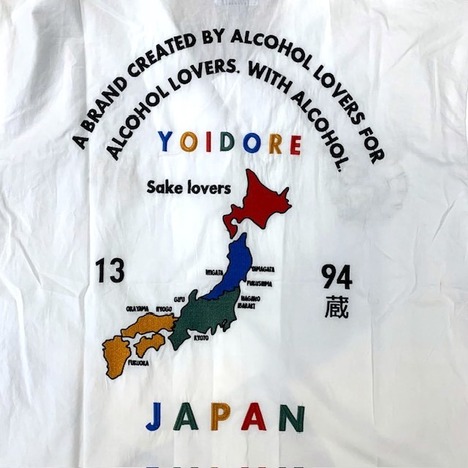 A BRAND CREATED BY ALCOHOL LOVERS FOR
ALCOHOL LOVERS. WITH ALCOHOL.
YOIDORE
Sake lovers
13
94
蔵
NIIGATA
YAMAGATA
FUKUSHIMA
GIFU
NAGANO
IBARAKI
OKAYAMA
HYOGO
KYOTO
FUKUOKA
JAPAN